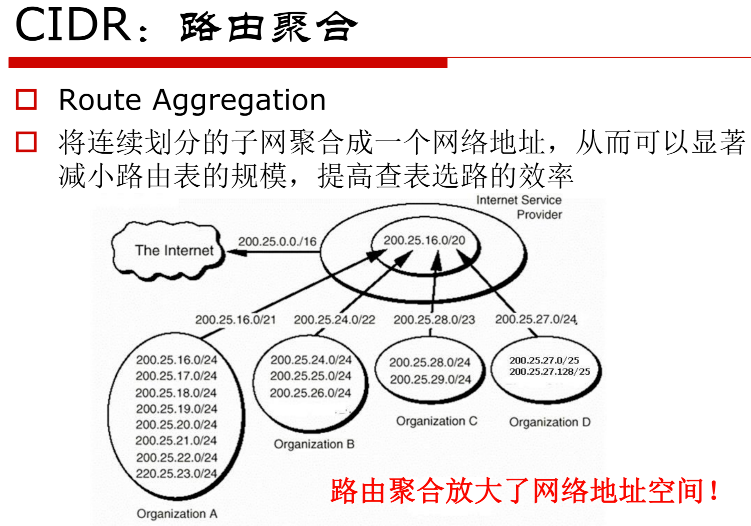 CIDR：路由聚合
Route Aggregation
将连续划分的子网聚合成一个网络地址，从而可以显著
减小路由表的规模，提高查表选路的效率
Internet Service
Provider
The Internet
200.25.0.0./16
200.25.16.0/20
200.25.16.0/21
200.25.24.0/22
200.25.28.0/23
200.25.27.0/24
200.25.16.0/24
200.25.17.0/24
200.25.18.0/24
200.25.19.0/24
200.25.20.0/24
200.25.21.0/24
200.25.22.0/24
220.25.23.0/24
Organization A
200.25.24.0/24
200.25.25.0/24
200.25.26.0/24
Organization B
200.25.28.0/24
200.25.29.0/24
Organization C
200.25.27.0/25
200.25.27.128/25
Organization D
路由聚合放大了网络地址空间！